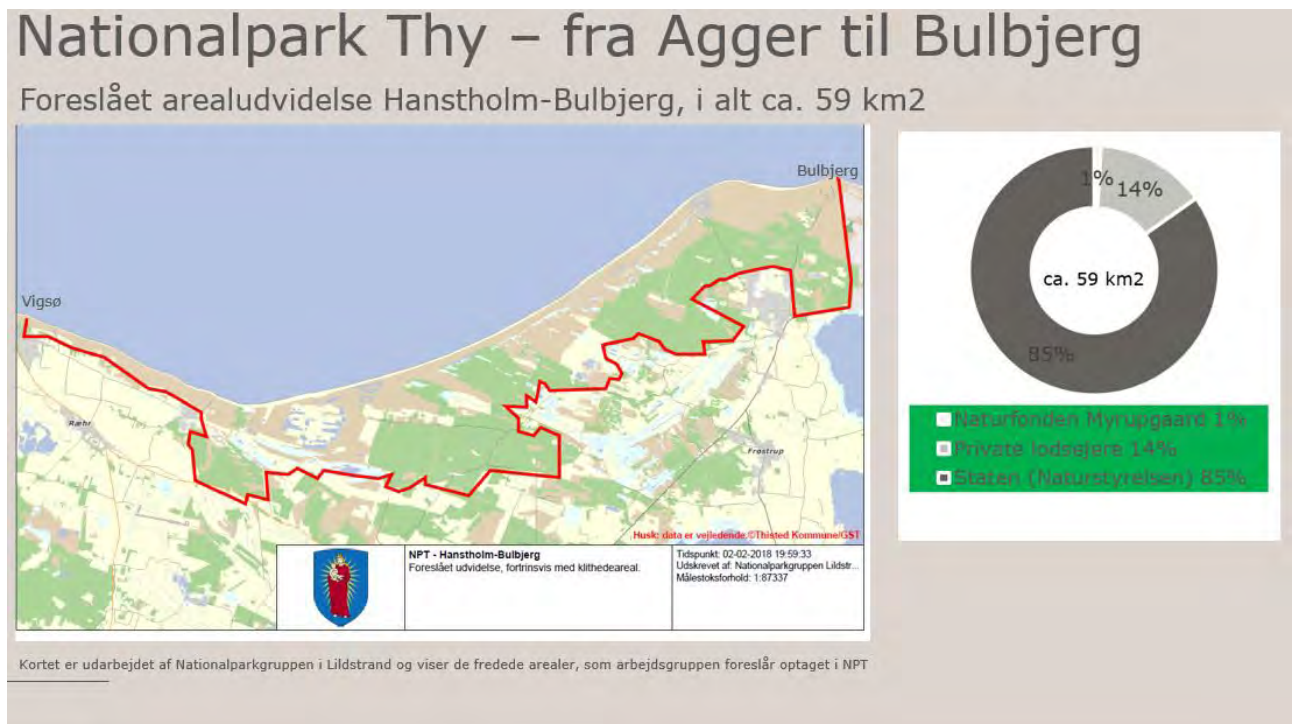 Nationalpark Thy – fra Agger til Bulbjerg
Foreslået arealudvidelse Hanstholm-Bulbjerg, i alt ca. 59 km2
Bulbjerg
Vigsø
Ræhr
Frøstrup
Husk: data er vejledende.©Thisted Kommune/GST
NPT - Hanstholm-Bulbjerg
Foreslået udvidelse, fortrinsvis med klithedeareal.
Tidspunkt: 02-02-2018 19:59:33
Udskrevet af: Nationalparkgruppen Lildstr...
Målestoksforhold: 1:87337
1%
14%
ca. 59 km2
85%
Naturfonden Myrupgaard 1%
Private lodsejere 14%
Staten (Naturstyrelsen) 85%
Kortet er udarbejdet af Nationalparkgruppen i Lildstrand og viser de fredede arealer, som arbejdsgruppen foreslår optaget i NPT